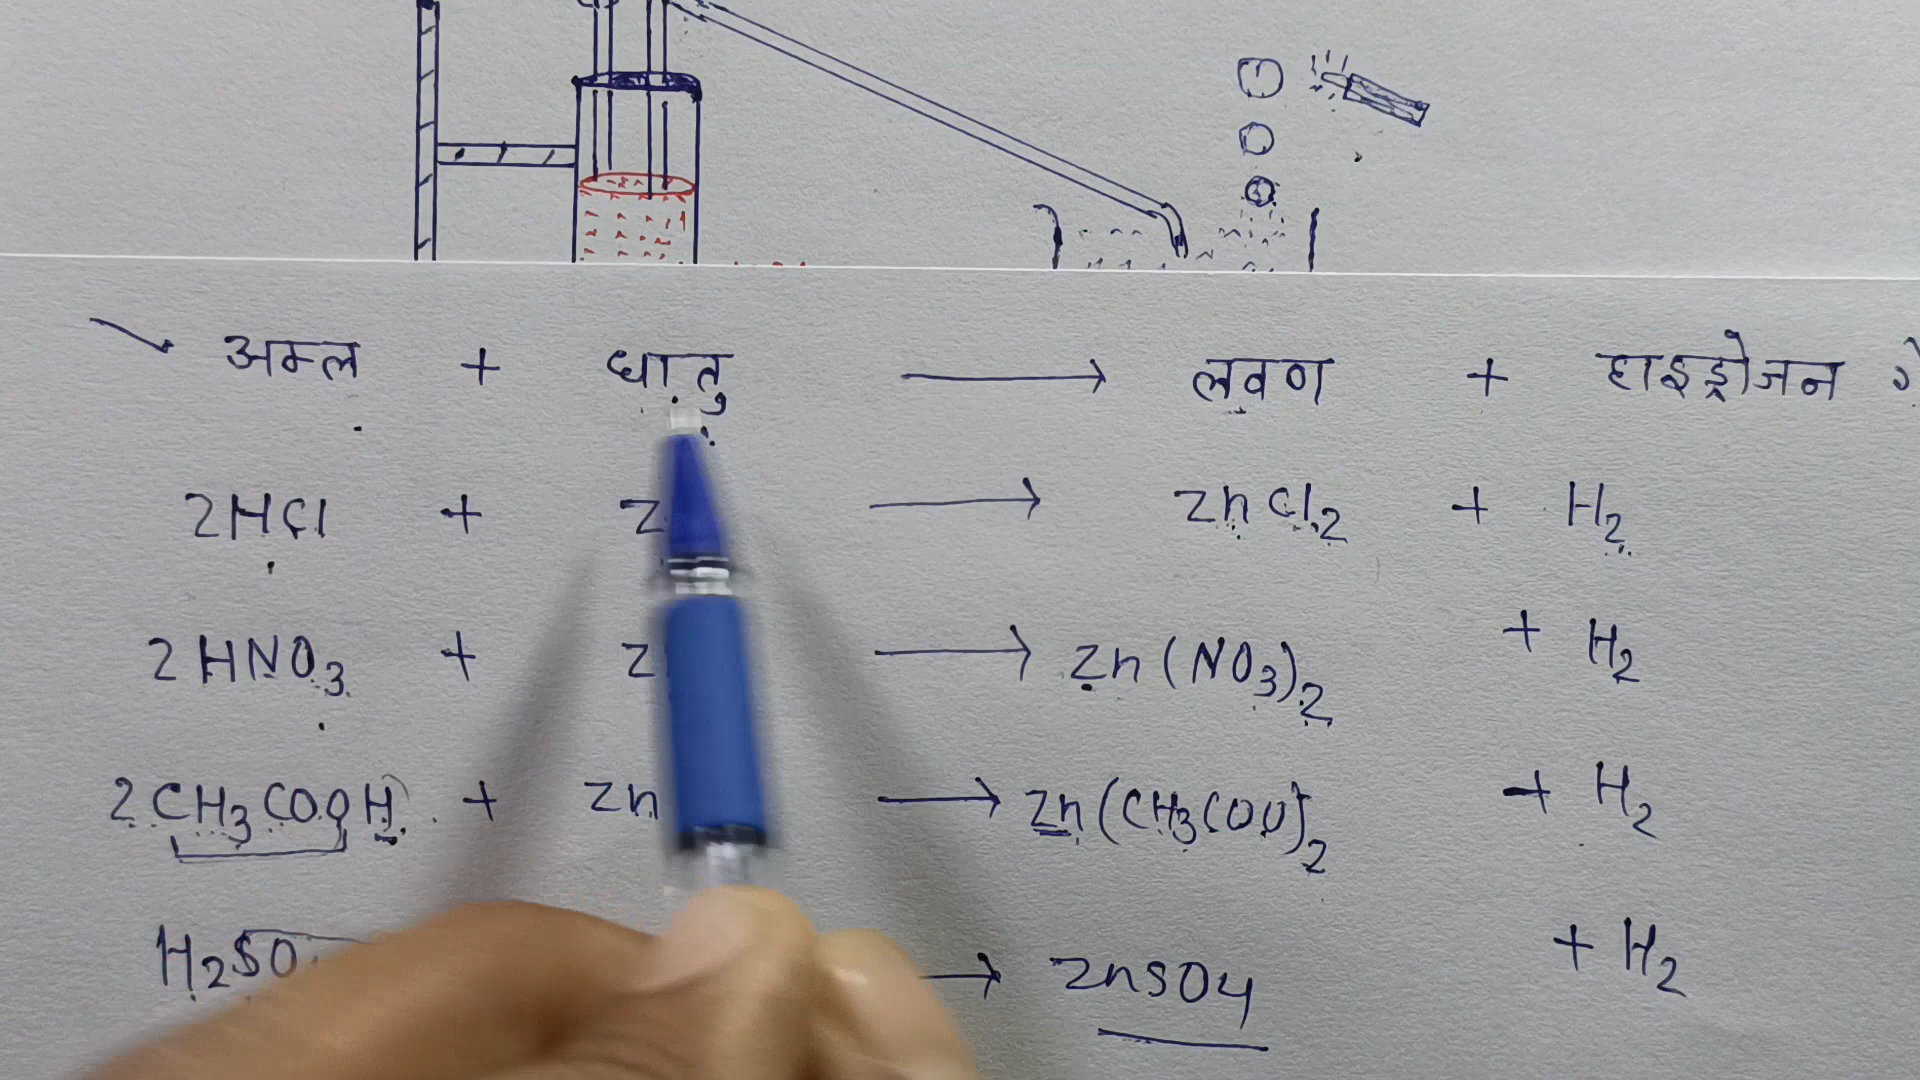 अम्ल + धातु ⟶ लवण + हाइड्रोजन
2HCl + ⟶ ZnCl₂ + H₂
2HNO₃ + ⟶ Zn(NO₃)₂ + H₂
2CH₃COOH + Zn ⟶ Zn(CH₃COO)₂ + H₂
H₂SO ⟶ ZnSO4 + H₂